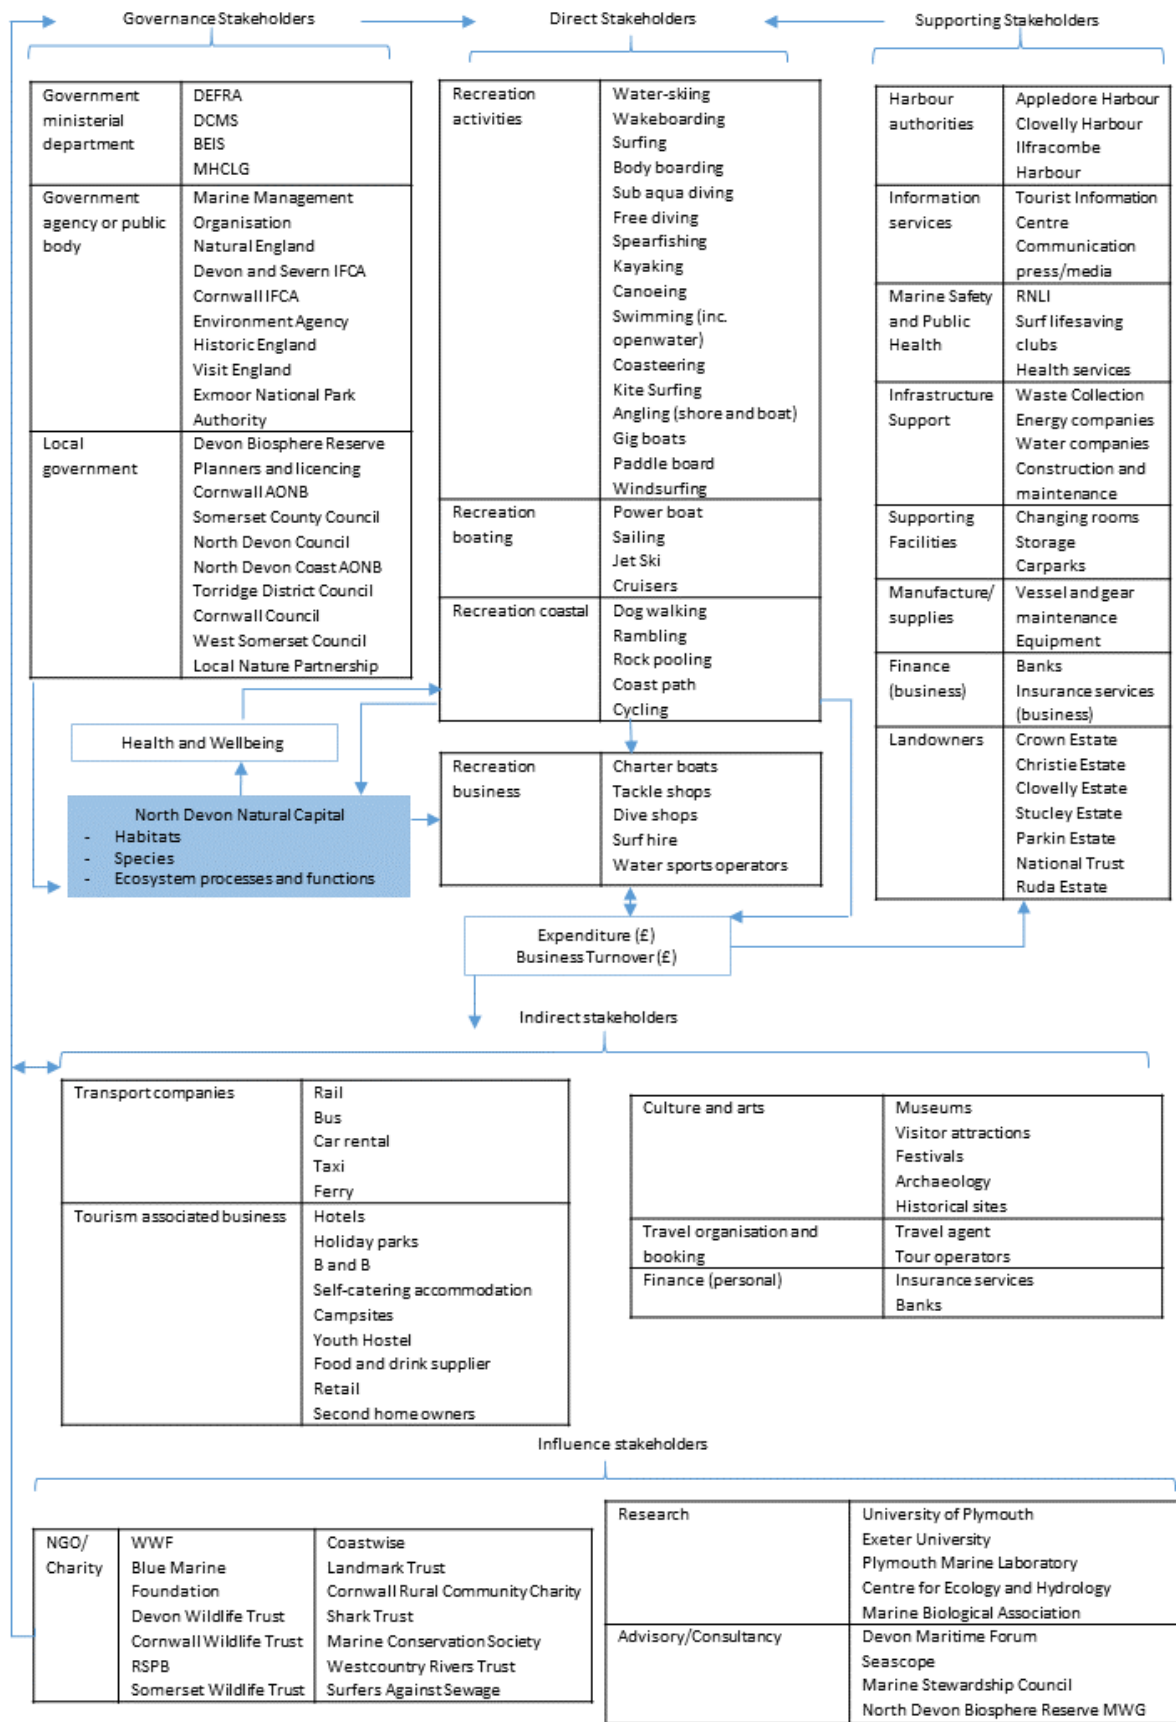 Governance Stakeholders
Direct Stakeholders
Supporting Stakeholders
Government
ministerial
department
DEFRA
DCMS
BEIS
MHCLG
Government
agency or public
body
Marine Management
Organisation
Natural England
Devon and Severn IFCA
Cornwall IFCA
Environment Agency
Historic England
Visit England
Exmoor National Park
Authority
Local
government
Devon Biosphere Reserve
Planners and licencing
Cornwall AONB
Somerset County Council
North Devon Council
North Devon Coast AONB
Torridge District Council
Cornwall Council
West Somerset Council
Local Nature Partnership
Recreation
activities
Water-skiing
Wakeboarding
Surfing
Body boarding
Sub aqua diving
Free diving
Spearfishing
Kayaking
Canoeing
Swimming (inc.
openwater)
Coasteering
Kite Surfing
Angling (shore and boat)
Gig boats
Paddle board
Windsurfing
Recreation
boating
Power boat
Sailing
Jet Ski
Cruisers
Recreation coastal
Dog walking
Rambling
Rock pooling
Coast path
Cycling
Harbour
authorities
Appledore Harbour
Clovelly Harbour
Ilfracombe
Harbour
Information
services
Tourist Information
Centre
Communication
press/media
Marine Safety
and Public
Health
RNLI
Surf lifesaving
clubs
Health services
Infrastructure
Support
Waste Collection
Energy companies
Water companies
Construction and
maintenance
Supporting
Facilities
Changing rooms
Storage
Carparks
Manufacture/
supplies
Vessel and gear
maintenance
Equipment
Finance
(business)
Banks
Insurance services
(business)
Landowners
Crown Estate
Christie Estate
Clovelly Estate
Stucley Estate
Parkin Estate
National Trust
Ruda Estate
Health and Wellbeing
North Devon Natural Capital
- Habitats
- Species
- Ecosystem processes and functions
Recreation
business
Charter boats
Tackle shops
Dive shops
Surf hire
Water sports operators
Expenditure (£)
Business Turnover (£)
Indirect stakeholders
Transport companies
Rail
Bus
Car rental
Taxi
Ferry
Tourism associated business
Hotels
Holiday parks
B and B
Self-catering accommodation
Campsites
Youth Hostel
Food and drink supplier
Retail
Second home owners
Culture and arts
Museums
Visitor attractions
Festivals
Archaeology
Historical sites
Travel organisation and
booking
Travel agent
Tour operators
Finance (personal)
Insurance services
Banks
Influence stakeholders
NGO/
Charity
WWF
Blue Marine
Foundation
Devon Wildlife Trust
Cornwall Wildlife Trust
RSPB
Somerset Wildlife Trust
Coastwise
Landmark Trust
Cornwall Rural Community Charity
Shark Trust
Marine Conservation Society
Westcountry Rivers Trust
Surfers Against Sewage
Research
University of Plymouth
Exeter University
Plymouth Marine Laboratory
Centre for Ecology and Hydrology
Marine Biological Association
Advisory/Consultancy
Devon Maritime Forum
Seascope
Marine Stewardship Council
North Devon Biosphere Reserve MWG